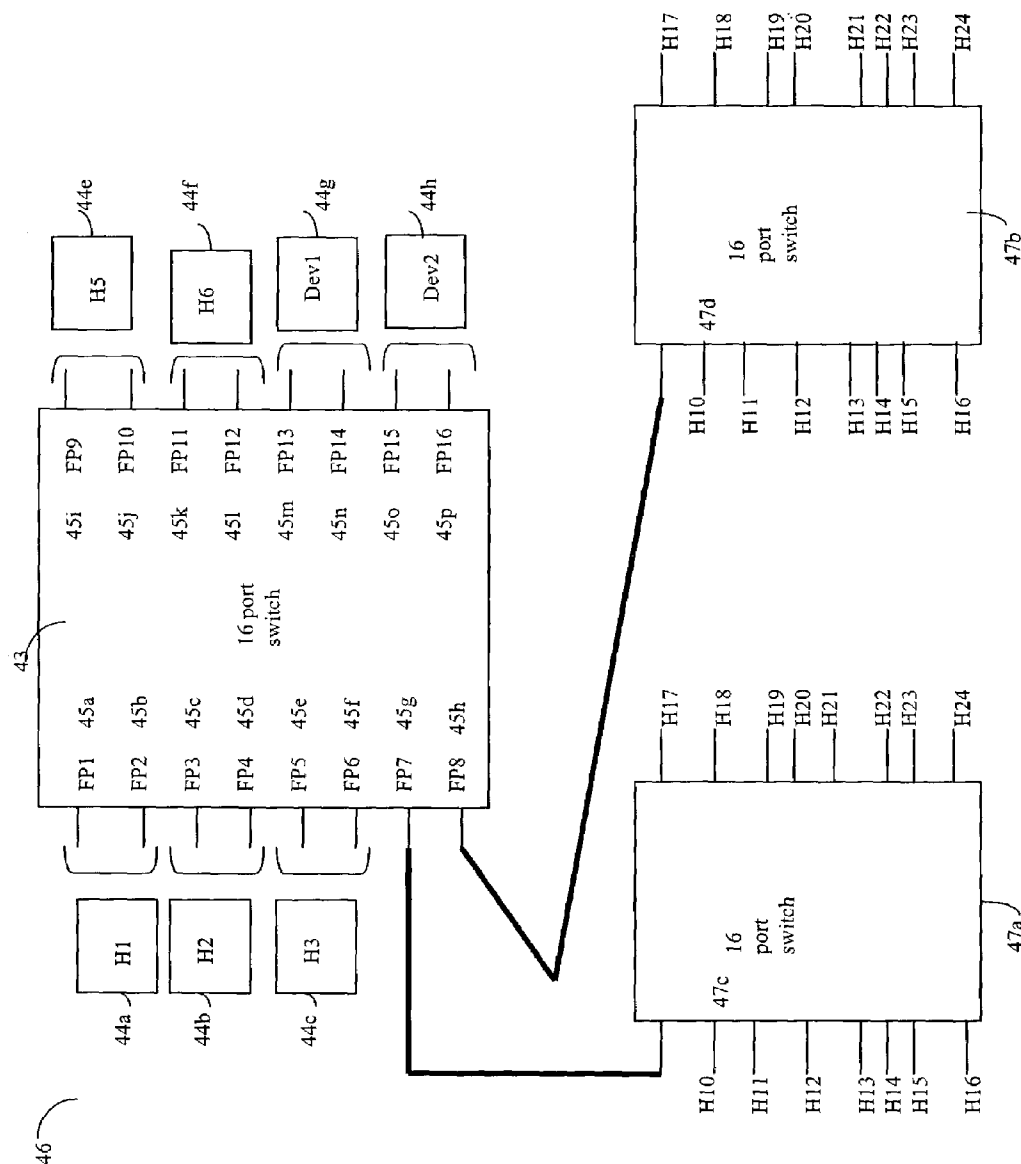 46
43
16 port
switch
FP1
45a
FP2
45b
FP3
45c
FP4
45d
FP5
45e
FP6
45f
FP7
45g
FP8
45h
45i
FP9
45j
FP10
45k
FP11
45l
FP12
45m
FP13
45n
FP14
45o
FP15
45p
FP16
H1
44a
H2
44b
H3
44c
H5
44e
H6
44f
Dev1
44g
Dev2
44h
16
port
switch
47a
47c
H10
H11
H12
H13
H14
H15
H16
H17
H18
H19
H20
H21
H22
H23
H24
16
port
switch
47b
47d
H10
H11
H12
H13
H14
H15
H16
H17
H18
H19
H20
H21
H22
H23
H24